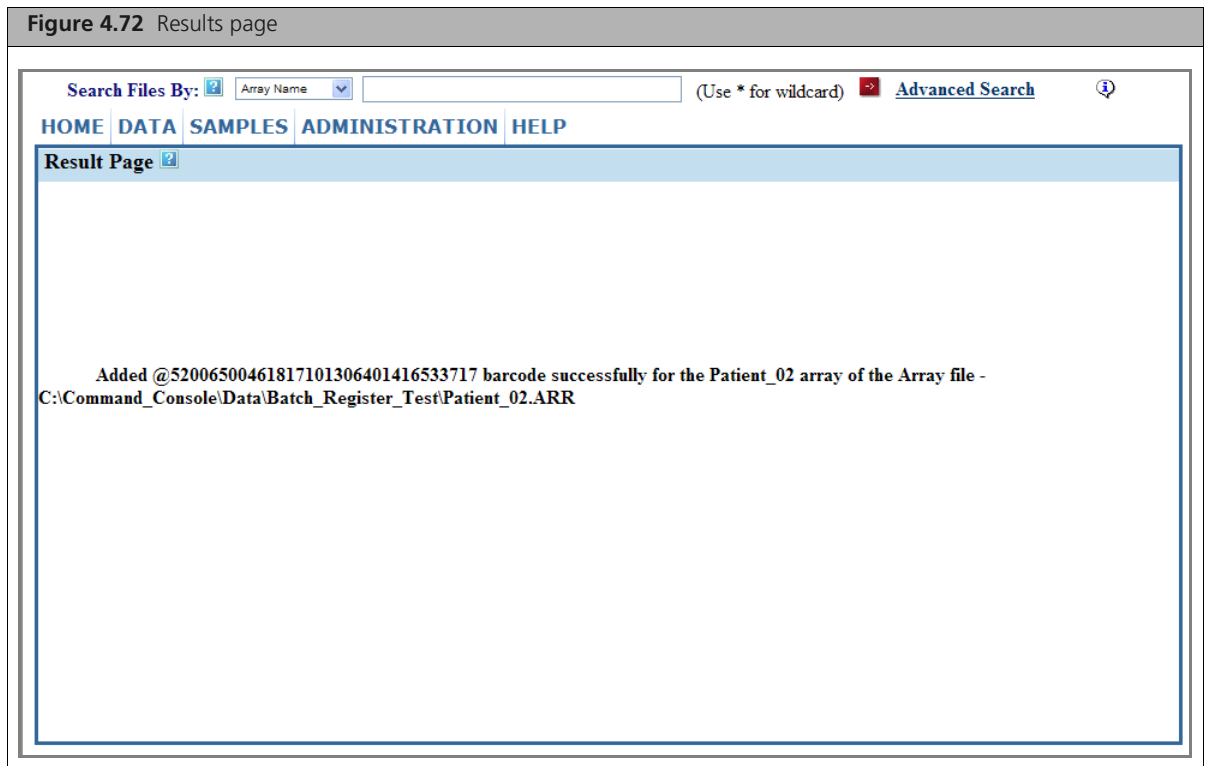 Figure 4.72 Results page
Search Files By: ? Array Name (Use * for wildcard) Advanced Search
HOME DATA SAMPLES ADMINISTRATION HELP
Result Page ?
Added @52006500461817101306401416533717 barcode successfully for the Patient_02 array of the Array file -
C:\Command_Console\Data\Batch_Register_Test\Patient_02.ARR